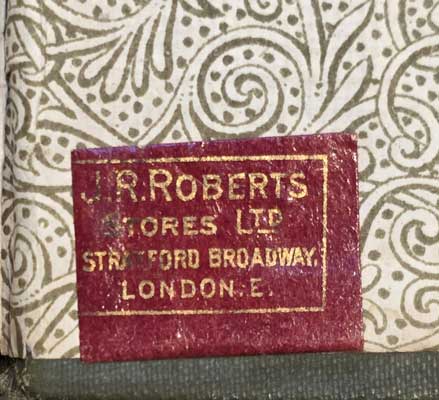 J.R. ROBERTS
STORES LTD
STRATFORD BROADWAY,
LONDON. E.